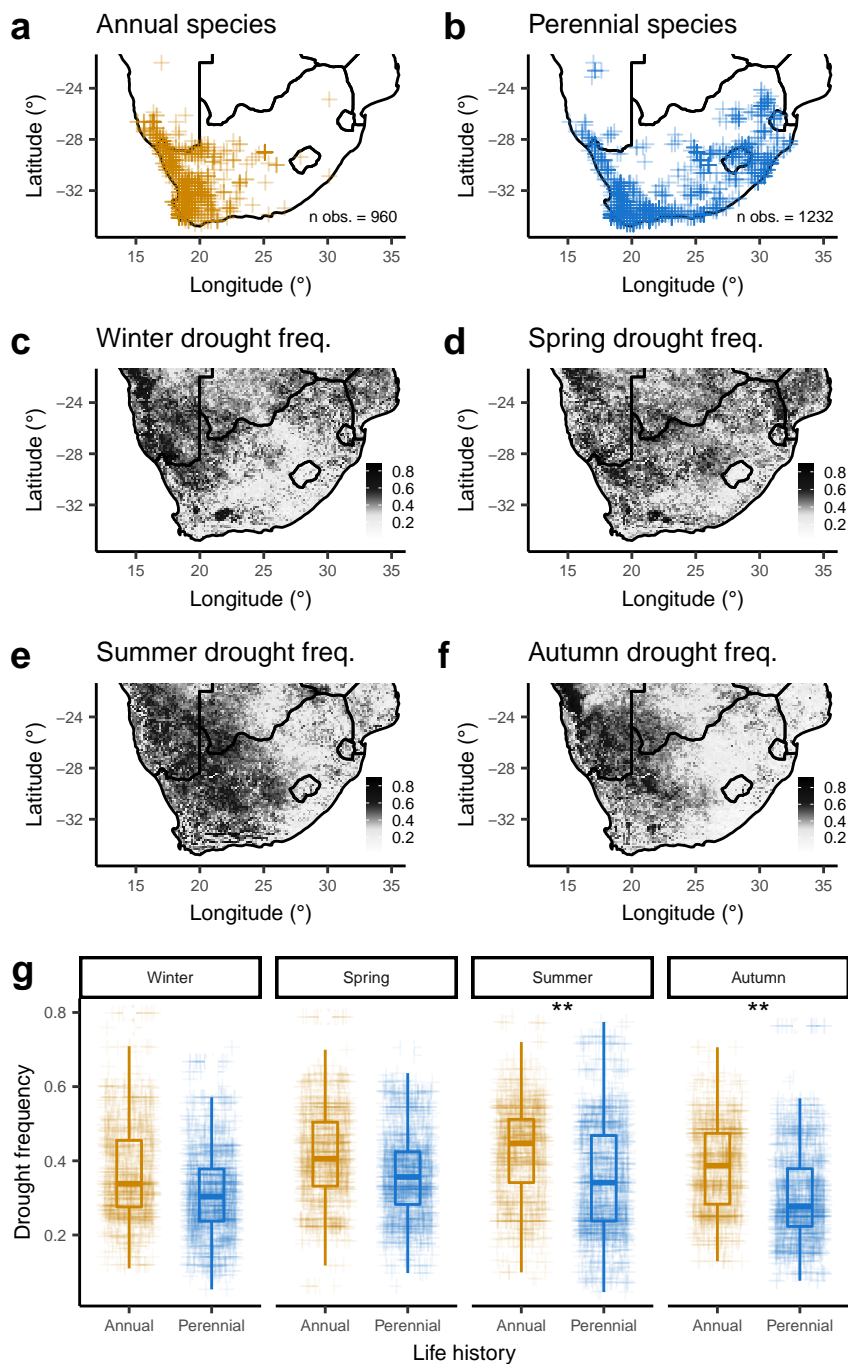 a Annual species
b Perennial species
Latitude (°)
−24
−28
−32
n obs. = 960
15 20 25 30 35
Longitude (°)
Latitude (°)
−24
−28
−32
n obs. = 1232
15 20 25 30 35
Longitude (°)
c Winter drought freq.
d Spring drought freq.
Latitude (°)
−24
−28
−32
0.8
0.6
0.4
0.2
15 20 25 30 35
Longitude (°)
Latitude (°)
−24
−28
−32
0.8
0.6
0.4
0.2
15 20 25 30 35
Longitude (°)
e Summer drought freq.
f Autumn drought freq.
Latitude (°)
−24
−28
−32
0.8
0.6
0.4
0.2
15 20 25 30 35
Longitude (°)
Latitude (°)
−24
−28
−32
0.8
0.6
0.4
0.2
15 20 25 30 35
Longitude (°)
g
Winter Spring Summer Autumn
** **
Drought frequency
0.8
0.6
0.4
0.2
Annual Perennial Annual Perennial Annual Perennial Annual Perennial
Life history